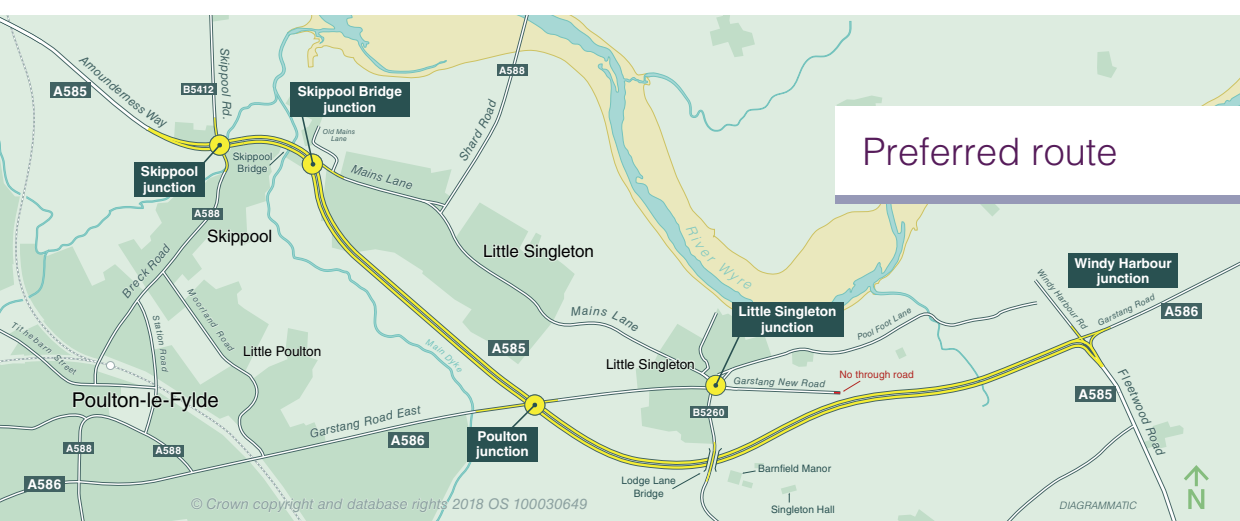 Preferred route
A585
Amounderness Way
B5412
Skippool Rd.
Skippool Bridge
junction
Old Mains
Lane
A588
Shard Road
Skippool
junction
Skippool
Bridge
Mains Lane
A588
Skippool
Breck Road
Little Singleton
River Wyre
Windy Harbour
junction
Windy Harbour Rd
Garstang Road
A586
Little Singleton
junction
Mains Lane
Pool Foot Lane
Moorland Road
Station Road
Tithebarn Street
Little Poulton
Main Dyke
A585
Little Singleton
Garstang New Road
No through road
A585
Fleetwood Road
Poulton-le-Fylde
B5260
Garstang Road East
A586
Poulton
junction
A588
A588
A586
Lodge Lane
Bridge
Barnfield Manor
Singleton Hall
© Crown copyright and database rights 2018 OS 100030649
DIAGRAMMATIC
N